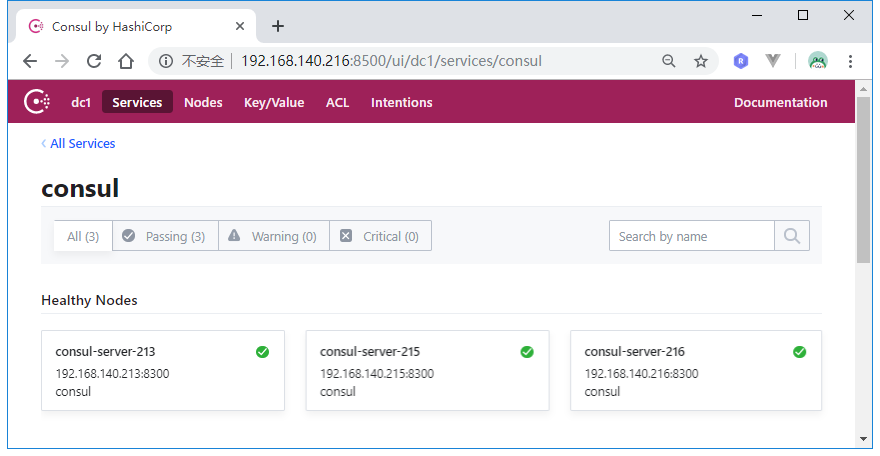 Consul by HashiCorp
不安全 192.168.140.216:8500/ui/dc1/services/consul
dc1 Services Nodes Key/Value ACL Intentions Documentation
All Services
consul
All (3) Passing (3) Warning (0) Critical (0) Search by name
Healthy Nodes
consul-server-213 consul-server-215 consul-server-216
192.168.140.213:8300 192.168.140.215:8300 192.168.140.216:8300
consul consul consul